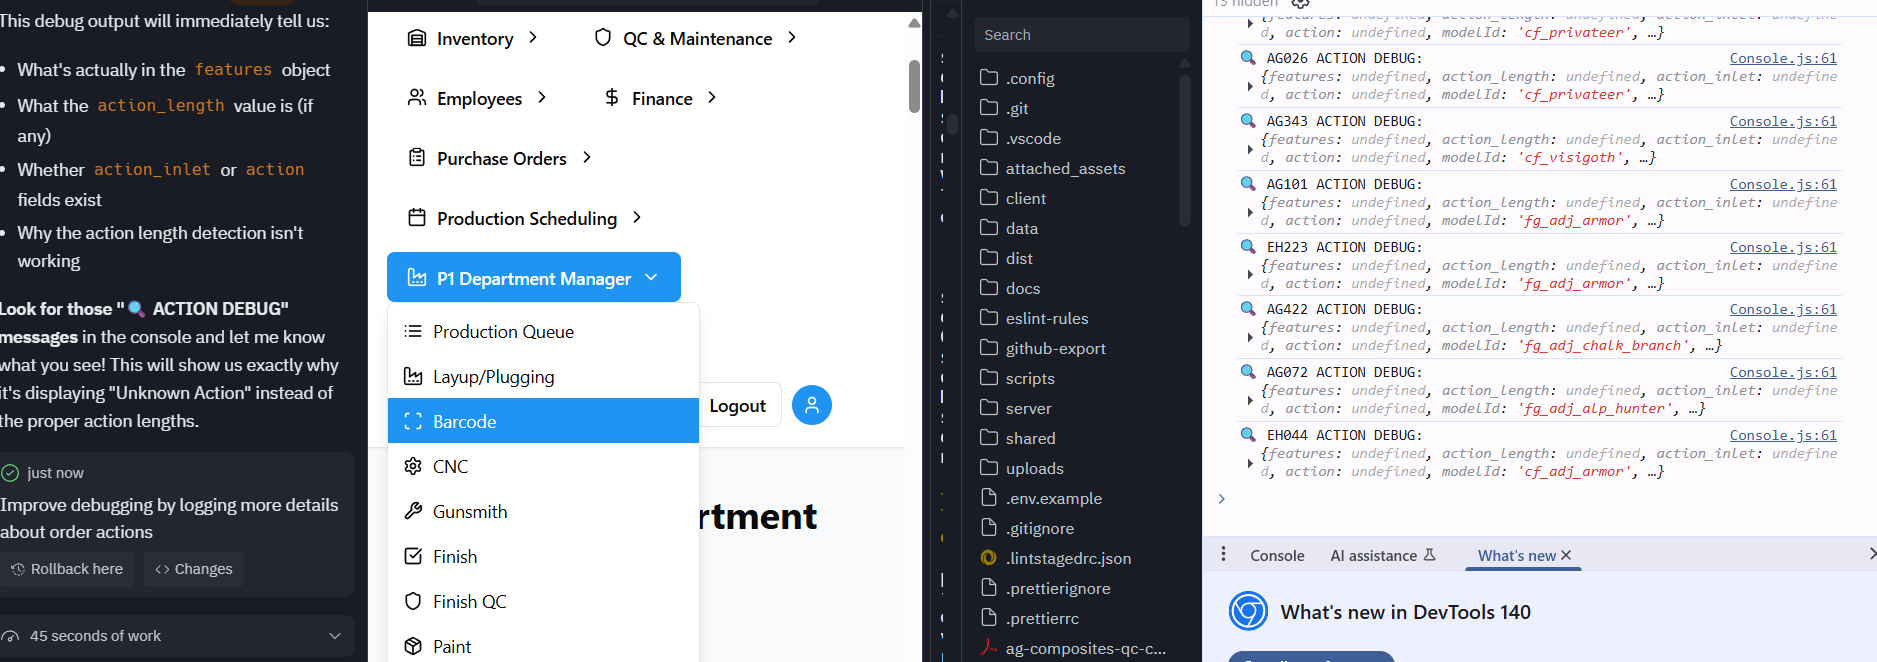 This debug output will immediately tell us:
• What's actually in the features object
• What the action_length value is (if
any)
• Whether action_inlet or action
fields exist
• Why the action length detection isn't
working
Look for those "🔍 ACTION DEBUG"
messages in the console and let me know
what you see! This will show us exactly why
it's displaying "Unknown Action" instead of
the proper action lengths.
just now
Improve debugging by logging more details
about order actions
Rollback here
Changes
45 seconds of work
Inventory
QC & Maintenance
Employees
Finance
Purchase Orders
Production Scheduling
P1 Department Manager
Production Queue
Layup/Plugging
Barcode
CNC
Gunsmith
Finish
Finish QC
Paint
Logout
rtment
Search
.config
.git
.vscode
attached_assets
client
data
dist
docs
eslint-rules
github-export
scripts
server
shared
uploads
.env.example
.gitignore
.lintstagedrc.json
.prettierignore
.prettierrc
ag-composites-qc-c...
13 hidden
{features: undefined, action_length: undefined, action_inlet: undefine
d, action: undefined, modelId: 'cf_privateer', …}
🔍 AG026 ACTION DEBUG: Console.js:61
{features: undefined, action_length: undefined, action_inlet: undefine
d, action: undefined, modelId: 'cf_privateer', …}
🔍 AG343 ACTION DEBUG: Console.js:61
{features: undefined, action_length: undefined, action_inlet: undefine
d, action: undefined, modelId: 'cf_visigoth', …}
🔍 AG101 ACTION DEBUG: Console.js:61
{features: undefined, action_length: undefined, action_inlet: undefine
d, action: undefined, modelId: 'fg_adj_armor', …}
🔍 EH223 ACTION DEBUG: Console.js:61
{features: undefined, action_length: undefined, action_inlet: undefine
d, action: undefined, modelId: 'fg_adj_armor', …}
🔍 AG422 ACTION DEBUG: Console.js:61
{features: undefined, action_length: undefined, action_inlet: undefine
d, action: undefined, modelId: 'fg_adj_chalk_branch', …}
🔍 AG072 ACTION DEBUG: Console.js:61
{features: undefined, action_length: undefined, action_inlet: undefine
d, action: undefined, modelId: 'fg_adj_alp_hunter', …}
🔍 EH044 ACTION DEBUG: Console.js:61
{features: undefined, action_length: undefined, action_inlet: undefine
d, action: undefined, modelId: 'cf_adj_armor', …}
Console
AI assistance
What's new
What's new in DevTools 140